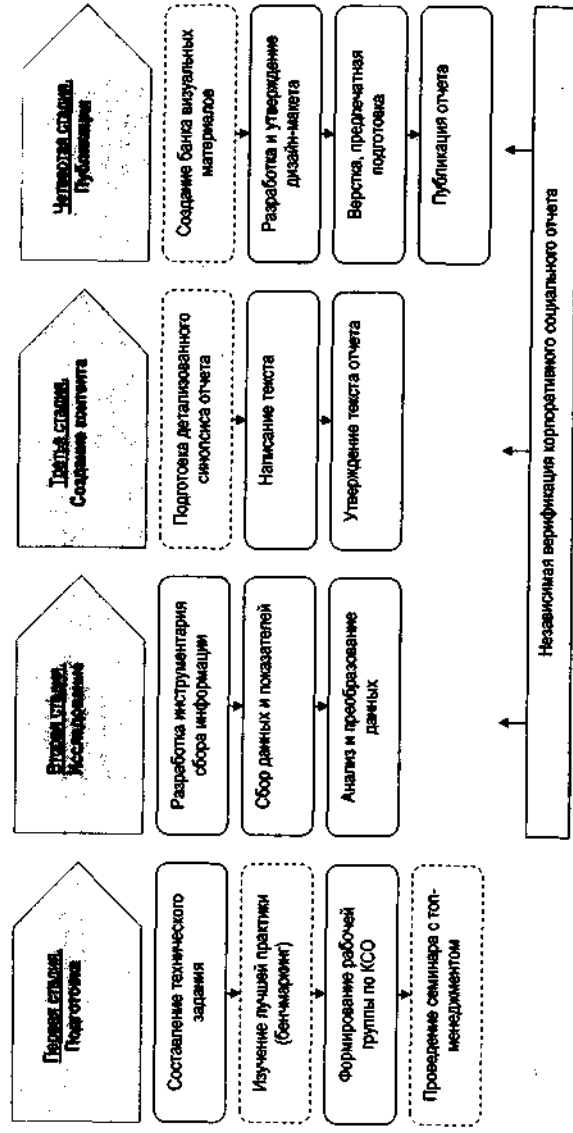 Первая стадия.
Подготовка
Составление технического
задания
Изучение лучшей практики
(бенчмаркинг)
Формирование рабочей
группы по КСО
Проведение семинара с топ-
менеджментом
Вторая стадия.
Исследование
Разработка инструментария
сбора информации
Сбор данных и показателей
Анализ и преобразование
данных
Третья стадия.
Создание контента
Подготовка детализированного
синопсиса отчета
Написание текста
Утверждение текста отчета
Четвертая стадия.
Публикация
Создание банка визуальных
материалов
Разработка и утверждение
дизайн-макета
Верстка, предпечатная
подготовка
Публикация отчета
Независимая верификация корпоративного социального отчета